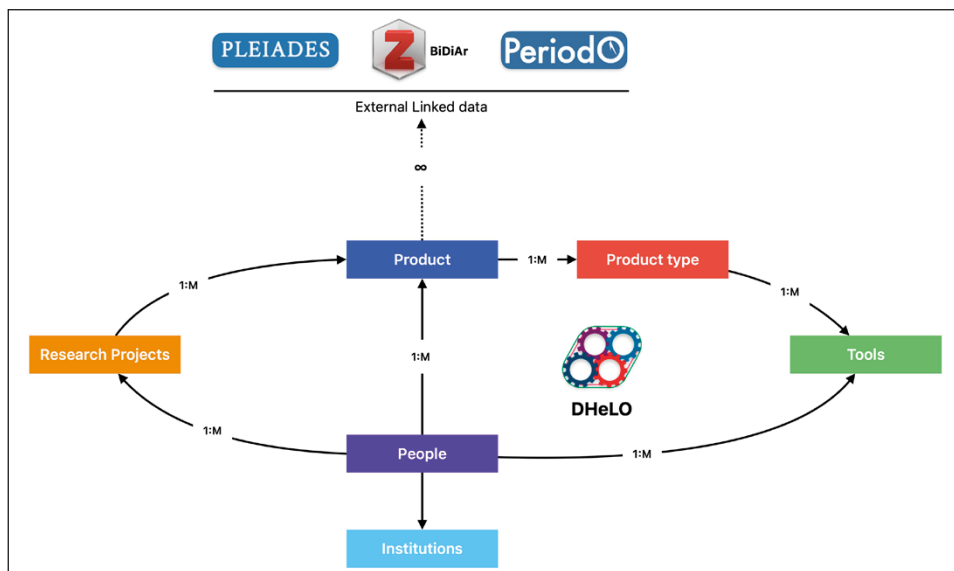 PLEIADES
Z
BiDiAr
PeriodO
External Linked data
∞
Product
1:M
Product type
1:M
1:M
Research Projects
1:M
Tools
DHeLO
1:M
People
1:M
Institutions